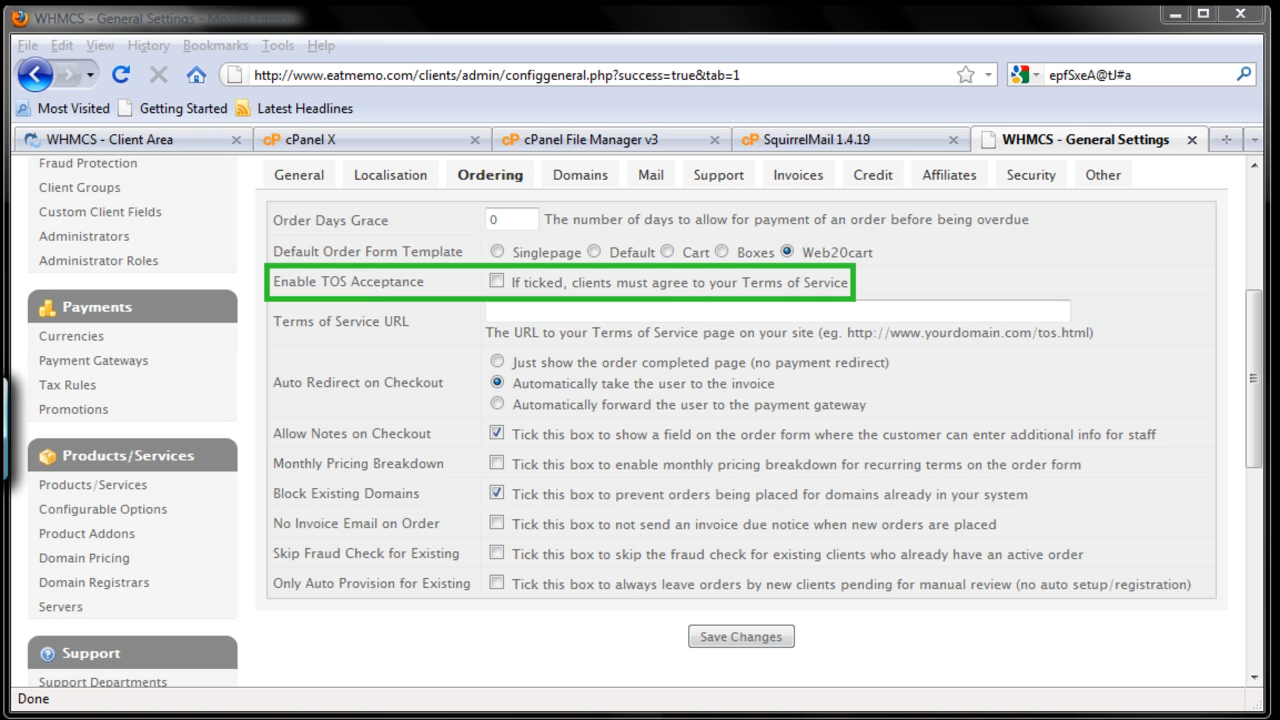 WHMCS - General Settings - Mozilla Firefox
File Edit View History Bookmarks Tools Help
http://www.eatmemo.com/clients/admin/configgeneral.php?success=true&tab=1
epfSxeA@tJ#a
Most Visited Getting Started Latest Headlines
WHMCS - Client Area
cP cPanel X
cP cPanel File Manager v3
cP SquirrelMail 1.4.19
WHMCS - General Settings
Fraud Protection
Client Groups
Custom Client Fields
Administrators
Administrator Roles
Payments
Currencies
Payment Gateways
Tax Rules
Promotions
Products/Services
Products/Services
Configurable Options
Product Addons
Domain Pricing
Domain Registrars
Servers
Support
Support Departments
General Localisation Ordering Domains Mail Support Invoices Credit Affiliates Security Other
Order Days Grace 0 The number of days to allow for payment of an order before being overdue
Default Order Form Template Singlepage Default Cart Boxes Web20cart
Enable TOS Acceptance If ticked, clients must agree to your Terms of Service
Terms of Service URL
The URL to your Terms of Service page on your site (eg. http://www.yourdomain.com/tos.html)
Just show the order completed page (no payment redirect)
Auto Redirect on Checkout Automatically take the user to the invoice
Automatically forward the user to the payment gateway
Allow Notes on Checkout Tick this box to show a field on the order form where the customer can enter additional info for staff
Monthly Pricing Breakdown Tick this box to enable monthly pricing breakdown for recurring terms on the order form
Block Existing Domains Tick this box to prevent orders being placed for domains already in your system
No Invoice Email on Order Tick this box to not send an invoice due notice when new orders are placed
Skip Fraud Check for Existing Tick this box to skip the fraud check for existing clients who already have an active order
Only Auto Provision for Existing Tick this box to always leave orders by new clients pending for manual review (no auto setup/registration)
Save Changes
Done